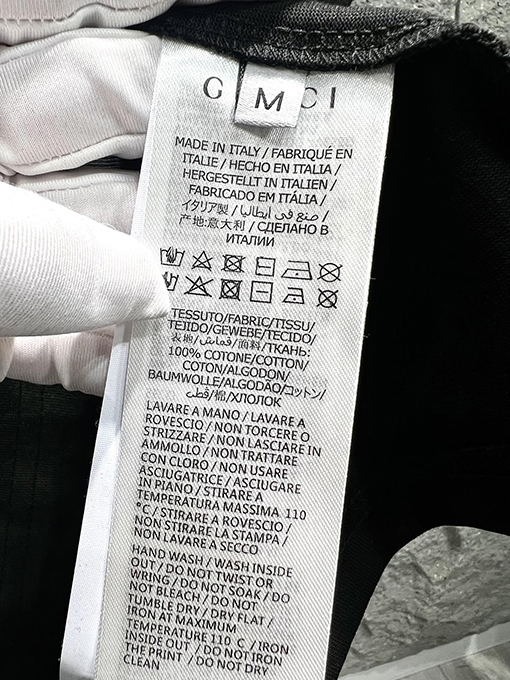 G CI
M
MADE IN ITALY / FABRIQUÉ EN
ITALIE / HECHO EN ITALIA /
HERGESTELLT IN ITALIEN /
FABRICADO EM ITÁLIA /
イタリア製 / صنع في ايطاليا /
产地:意大利 / СДЕЛАНО В
ИТАЛИИ
TESSUTO/FABRIC/TISSU/
TEJIDO/GEWEBE/TECIDO/
表地/قماش/面料/ТКАНЬ:
100% COTONE/COTTON/
COTON/ALGODON/
BAUMWOLLE/ALGODÃO/コットン/
قطن/棉/ХЛОПОК
LAVARE A MANO / LAVARE A
ROVESCIO / NON TORCERE O
STRIZZARE / NON LASCIARE IN
AMMOLLO / NON TRATTARE
CON CLORO / NON USARE
ASCIUGATRICE / ASCIUGARE
IN PIANO / STIRARE A
TEMPERATURA MASSIMA 110
°C / STIRARE A ROVESCIO /
NON STIRARE LA STAMPA /
NON LAVARE A SECCO
HAND WASH / WASH INSIDE
OUT / DO NOT TWIST OR
WRING / DO NOT SOAK / DO
NOT BLEACH / DO NOT
TUMBLE DRY / DRY FLAT /
IRON AT MAXIMUM
TEMPERATURE 110 C / IRON
INSIDE OUT / DO NOT IRON
THE PRINT / DO NOT DRY
CLEAN